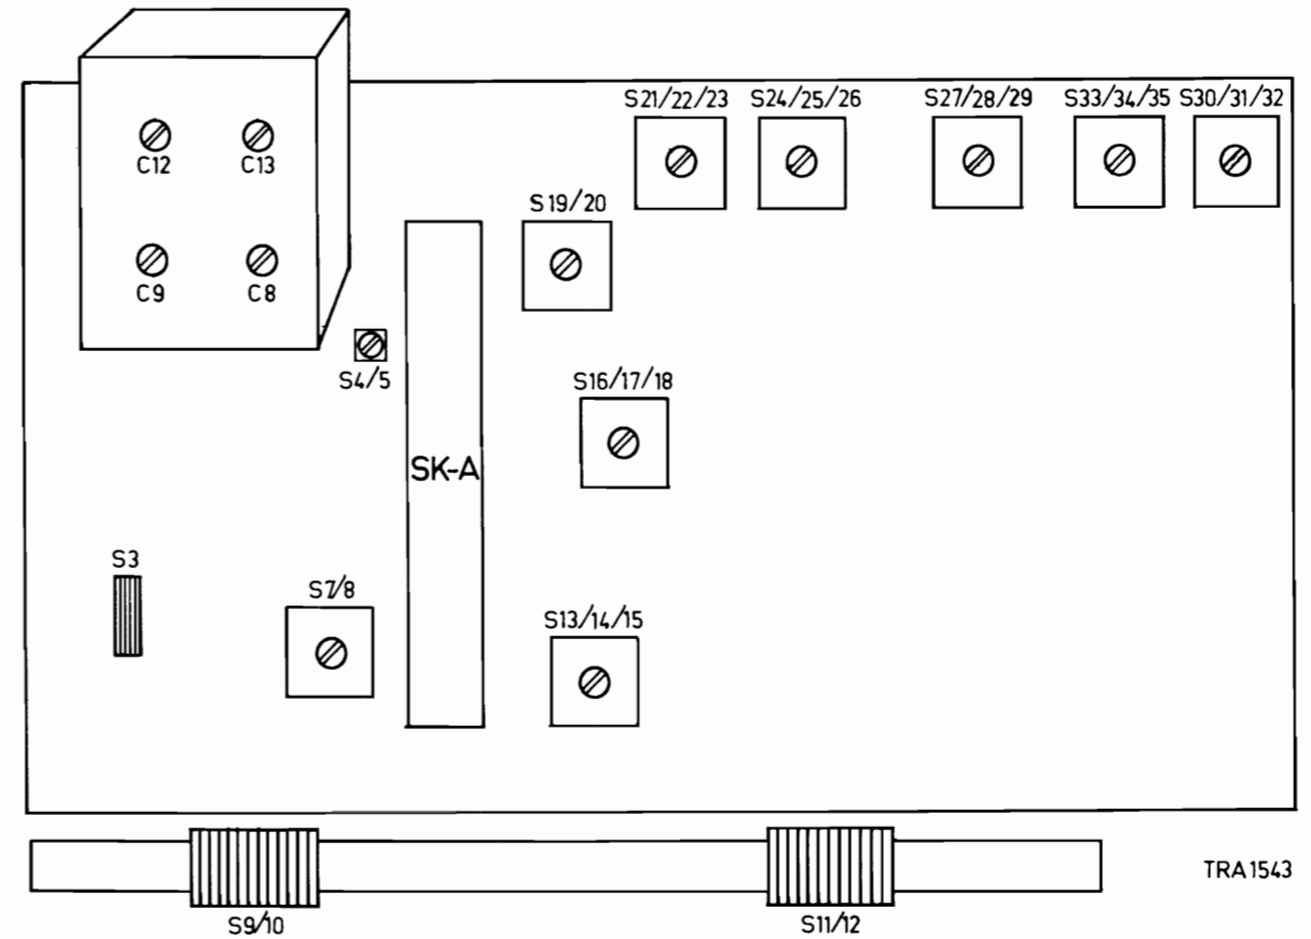 S21/22/23 S24/25/26 S27/28/29 S33/34/35 S30/31/32
C12 C13
S19/20
C9 C8
S4/5
S16/17/18
SK-A
S3
S7/8
S13/14/15
TRA1543
S9/10 S11/12